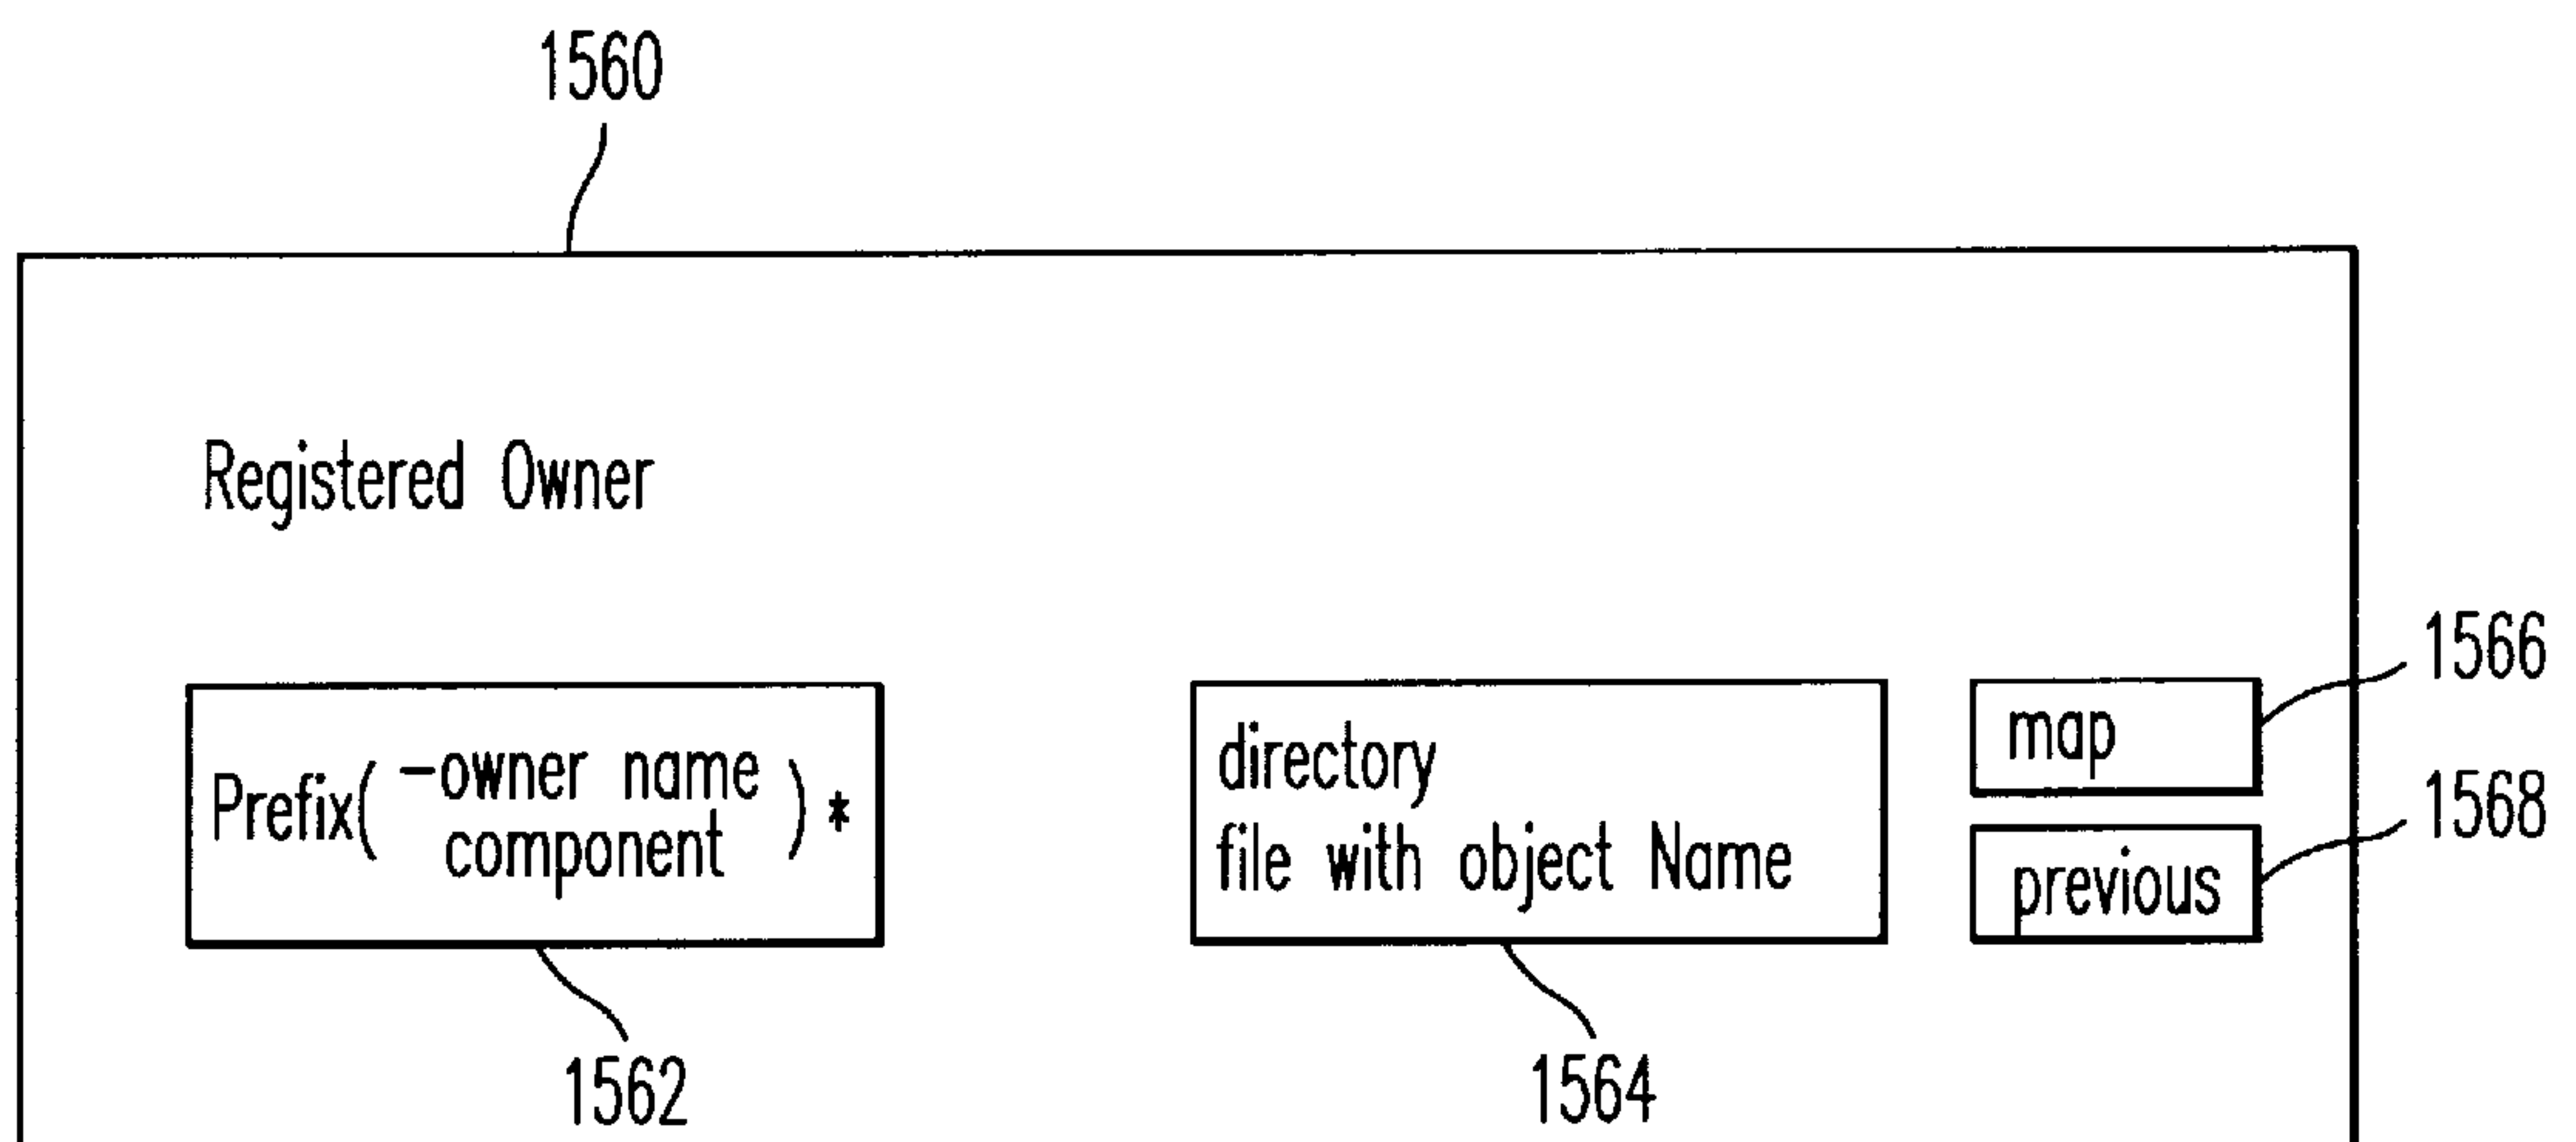 1560
Registered Owner
Prefix( -owner name
component )*
directory
file with object Name
map
previous
1566
1568
1562
1564